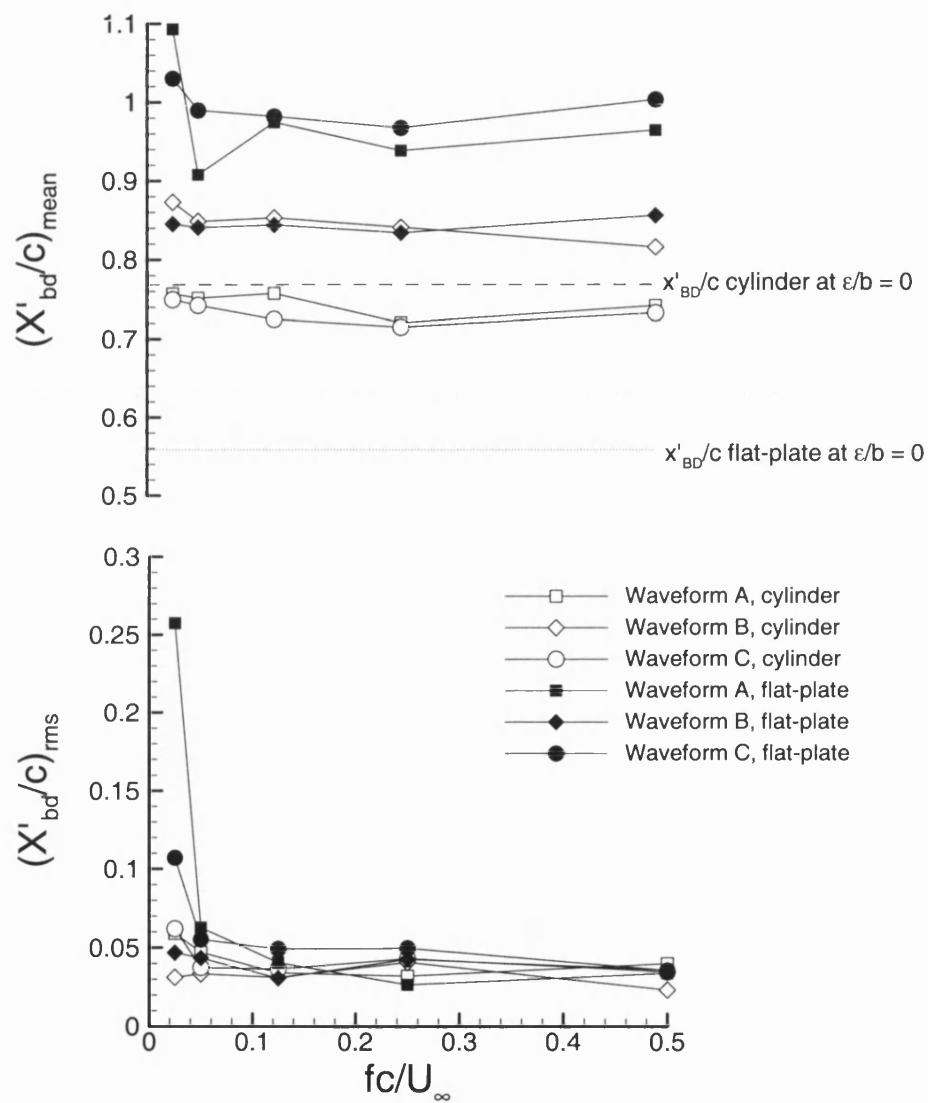 1.1
1
0.9
0.8
0.7
0.6
0.5
(X'bd/c)mean
x'BD/c cylinder at ε/b = 0
x'BD/c flat-plate at ε/b = 0
0.3
0.25
0.2
0.15
0.1
0.05
0
(X'bd/c)rms
Waveform A, cylinder
Waveform B, cylinder
Waveform C, cylinder
Waveform A, flat-plate
Waveform B, flat-plate
Waveform C, flat-plate
0 0.1 0.2 0.3 0.4 0.5
fc/U∞